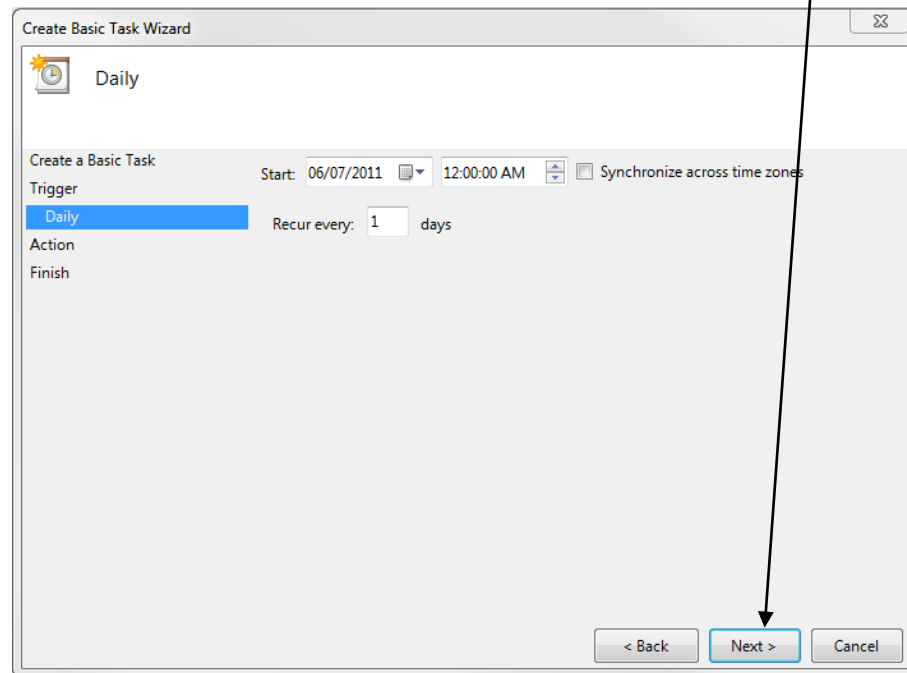 Create Basic Task Wizard
Daily
Create a Basic Task
Trigger
Daily
Action
Finish
Start: 06/07/2011 12:00:00 AM Synchronize across time zones
Recur every: 1 days
< Back Next > Cancel